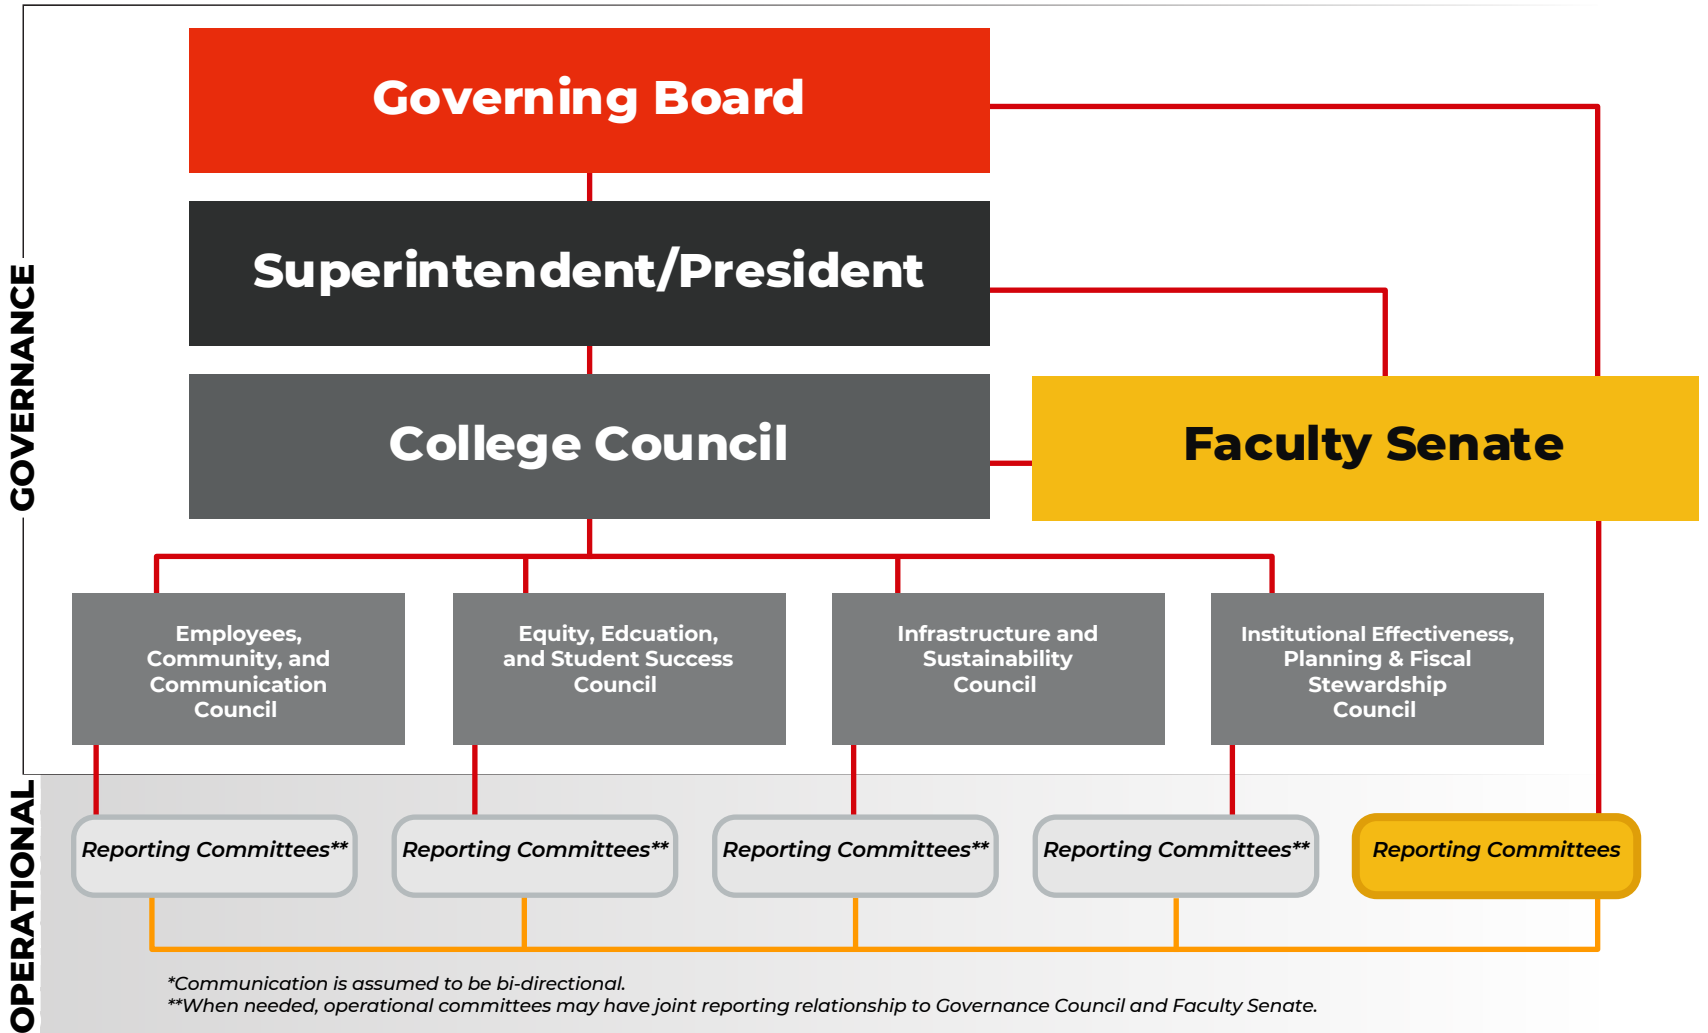 Governing Board
Superintendent/President
College Council
Faculty Senate
GOVERNANCE
Employees,
Community, and
Communication
Council
Equity, Edcuation,
and Student Success
Council
Infrastructure and
Sustainability
Council
Institutional Effectiveness,
Planning & Fiscal
Stewardship
Council
OPERATIONAL
Reporting Committees**
Reporting Committees**
Reporting Committees**
Reporting Committees**
Reporting Committees
*Communication is assumed to be bi-directional.
**When needed, operational committees may have joint reporting relationship to Governance Council and Faculty Senate.